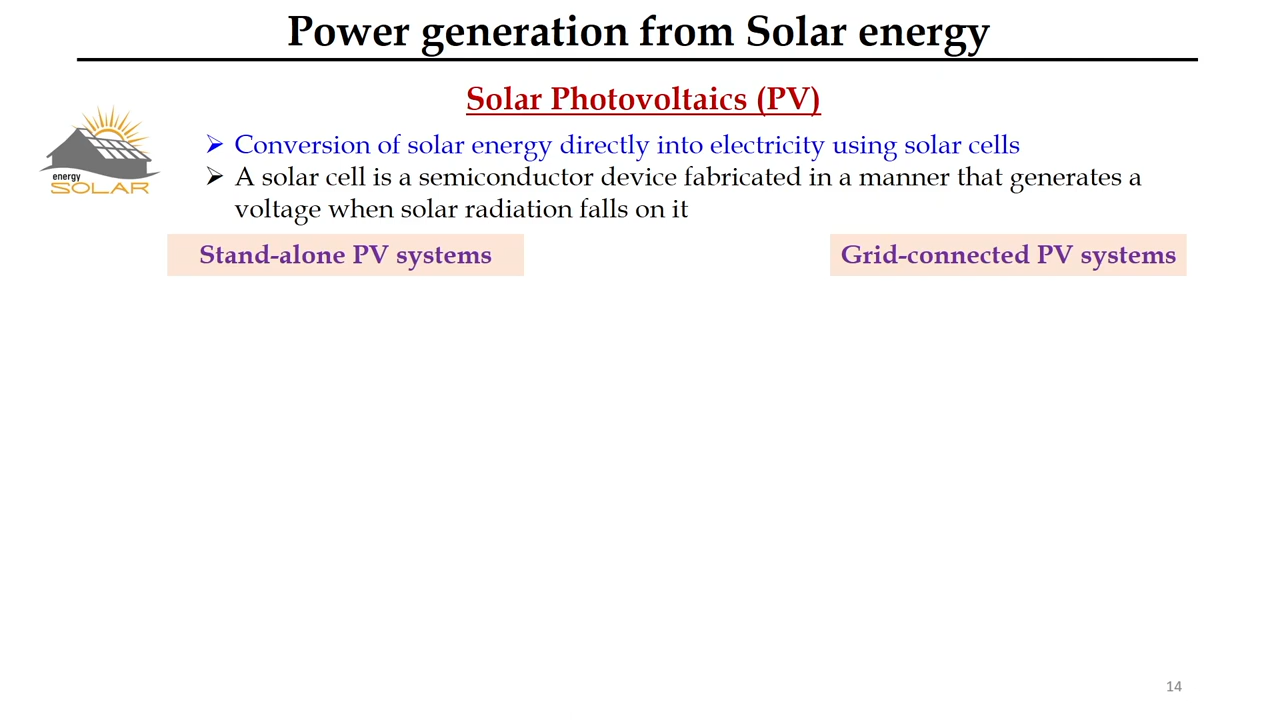 Power generation from Solar energy
Solar Photovoltaics (PV)
energy
SOLAR
➢ Conversion of solar energy directly into electricity using solar cells
➢ A solar cell is a semiconductor device fabricated in a manner that generates a
voltage when solar radiation falls on it
Stand-alone PV systems
Grid-connected PV systems
14